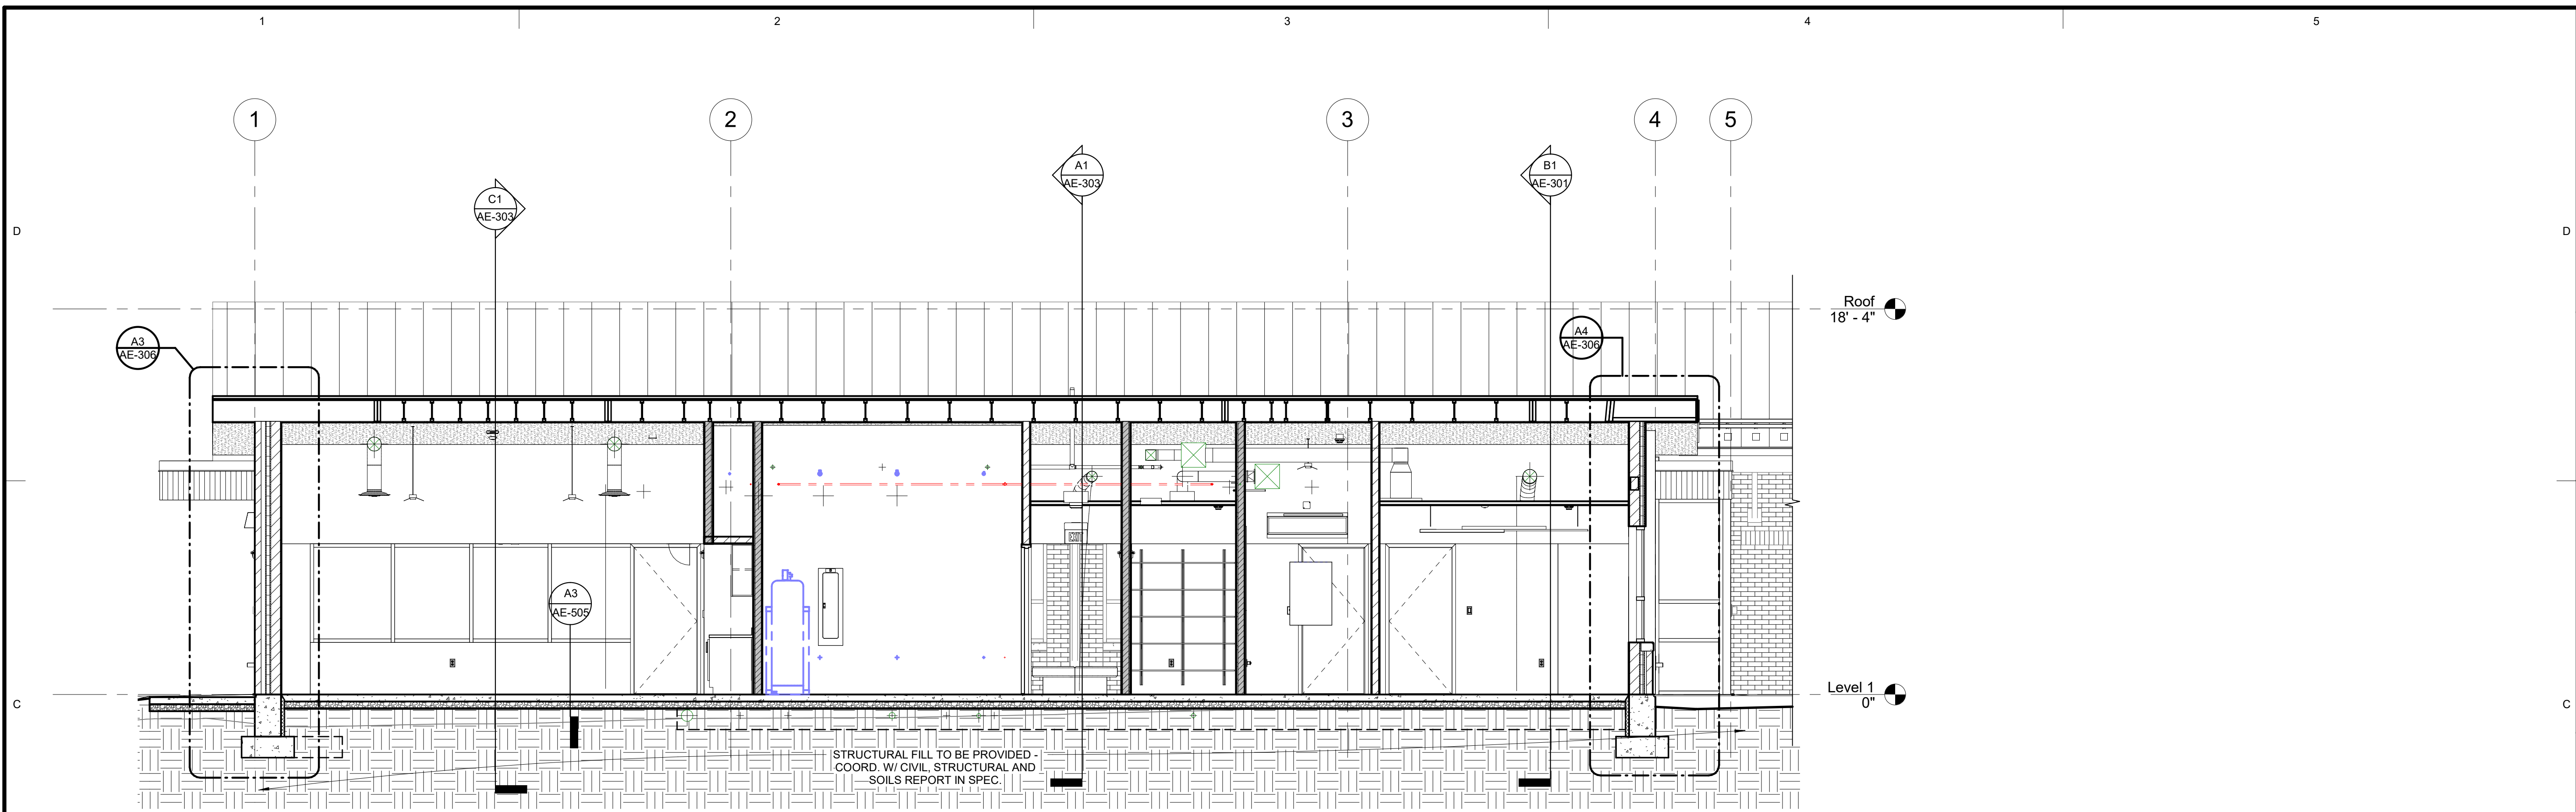 1 2 3 4 5
1 2 3 4 5
A1
AE-303
B1
AE-301
C1
AE-303
D D
Roof
18' - 4"
A3
AE-306
A4
AE-306
A3
AE-505
Level 1
0"
C C
STRUCTURAL FILL TO BE PROVIDED -
COORD. W/ CIVIL, STRUCTURAL AND
SOILS REPORT IN SPEC.